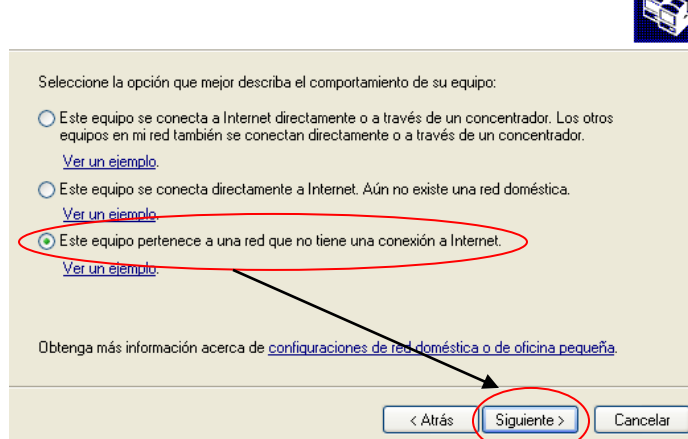 Seleccione la opción que mejor describa el comportamiento de su equipo:
Este equipo se conecta a Internet directamente o a través de un concentrador. Los otros
equipos en mi red también se conectan directamente o a través de un concentrador.
Ver un ejemplo.
Este equipo se conecta directamente a Internet. Aún no existe una red doméstica.
Ver un ejemplo.
Este equipo pertenece a una red que no tiene una conexión a Internet.
Ver un ejemplo.
Obtenga más información acerca de configuraciones de red doméstica o de oficina pequeña.
< Atrás Siguiente > Cancelar